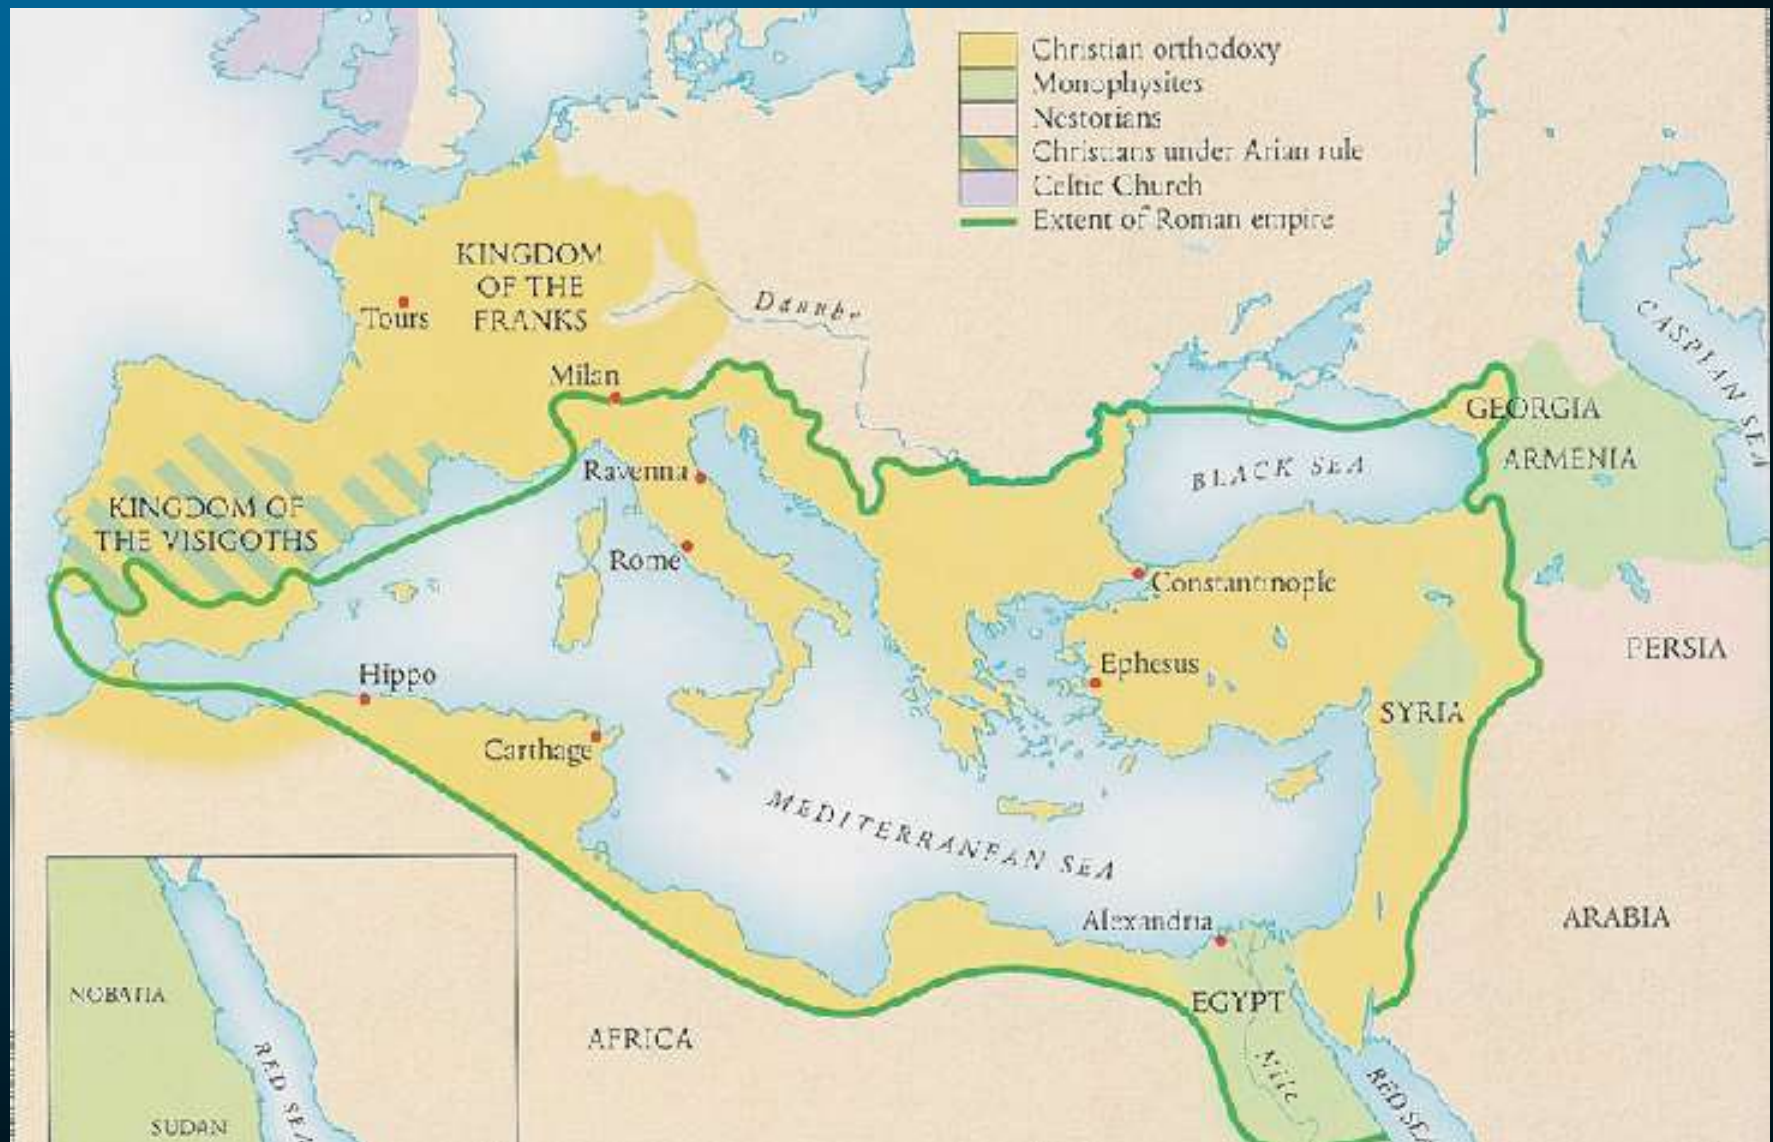 Christian orthodoxy
Monophysites
Nestorians
Christians under Arian rule
Celtic Church
Extent of Roman empire
KINGDOM
OF THE
FRANKS
Danube
Tours
Milan
CASPIAN SEA
GEORGIA
ARMENIA
BLACK SEA
Ravenna
KINGDOM OF
THE VISIGOTHS
Rome
Constantinople
PERSIA
Ephesus
Hippo
SYRIA
Carthage
MEDITERRANEAN SEA
Alexandria
ARABIA
NOBATIA
EGYPT
AFRICA
RED SEA
Nile
RED SEA
SUDAN